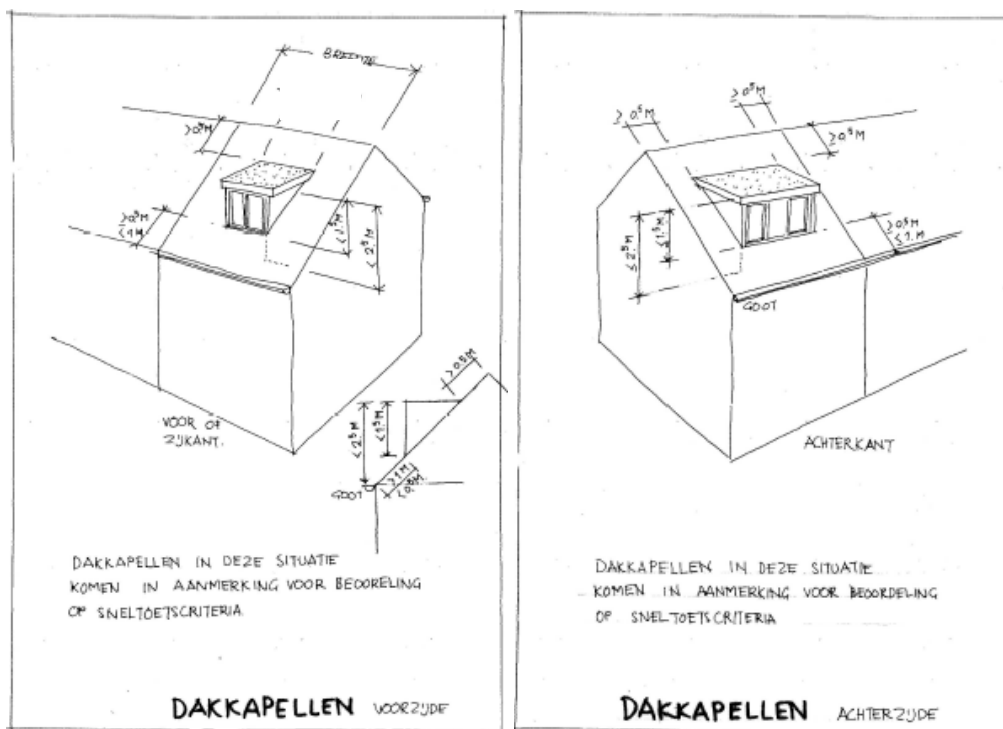 BREEDTE
>0.5M
≥0.5M
≤1M
≤1.5M
≤2.5M
VOOR OF
ZIJKANT.
>0.5M
≤2.5M
<1.5M
GOOT
>1M
<0.5M
DAKKAPELLEN IN DEZE SITUATIE
KOMEN IN AANMERKING VOOR BEOORELING
OP SNELTOETSCRITERIA
DAKKAPELLEN VOORZIJDE
≥0.5M
≥0.5M
≥0.5M
≤2.5M
≤1.5M
≥0.5M
≤1.M
GOOT
ACHTERKANT
DAKKAPELLEN IN DEZE SITUATIE
KOMEN IN AANMERKING VOOR BEOORDELING
OP SNELTOETSCRITERIA
DAKKAPELLEN ACHTERZIJDE